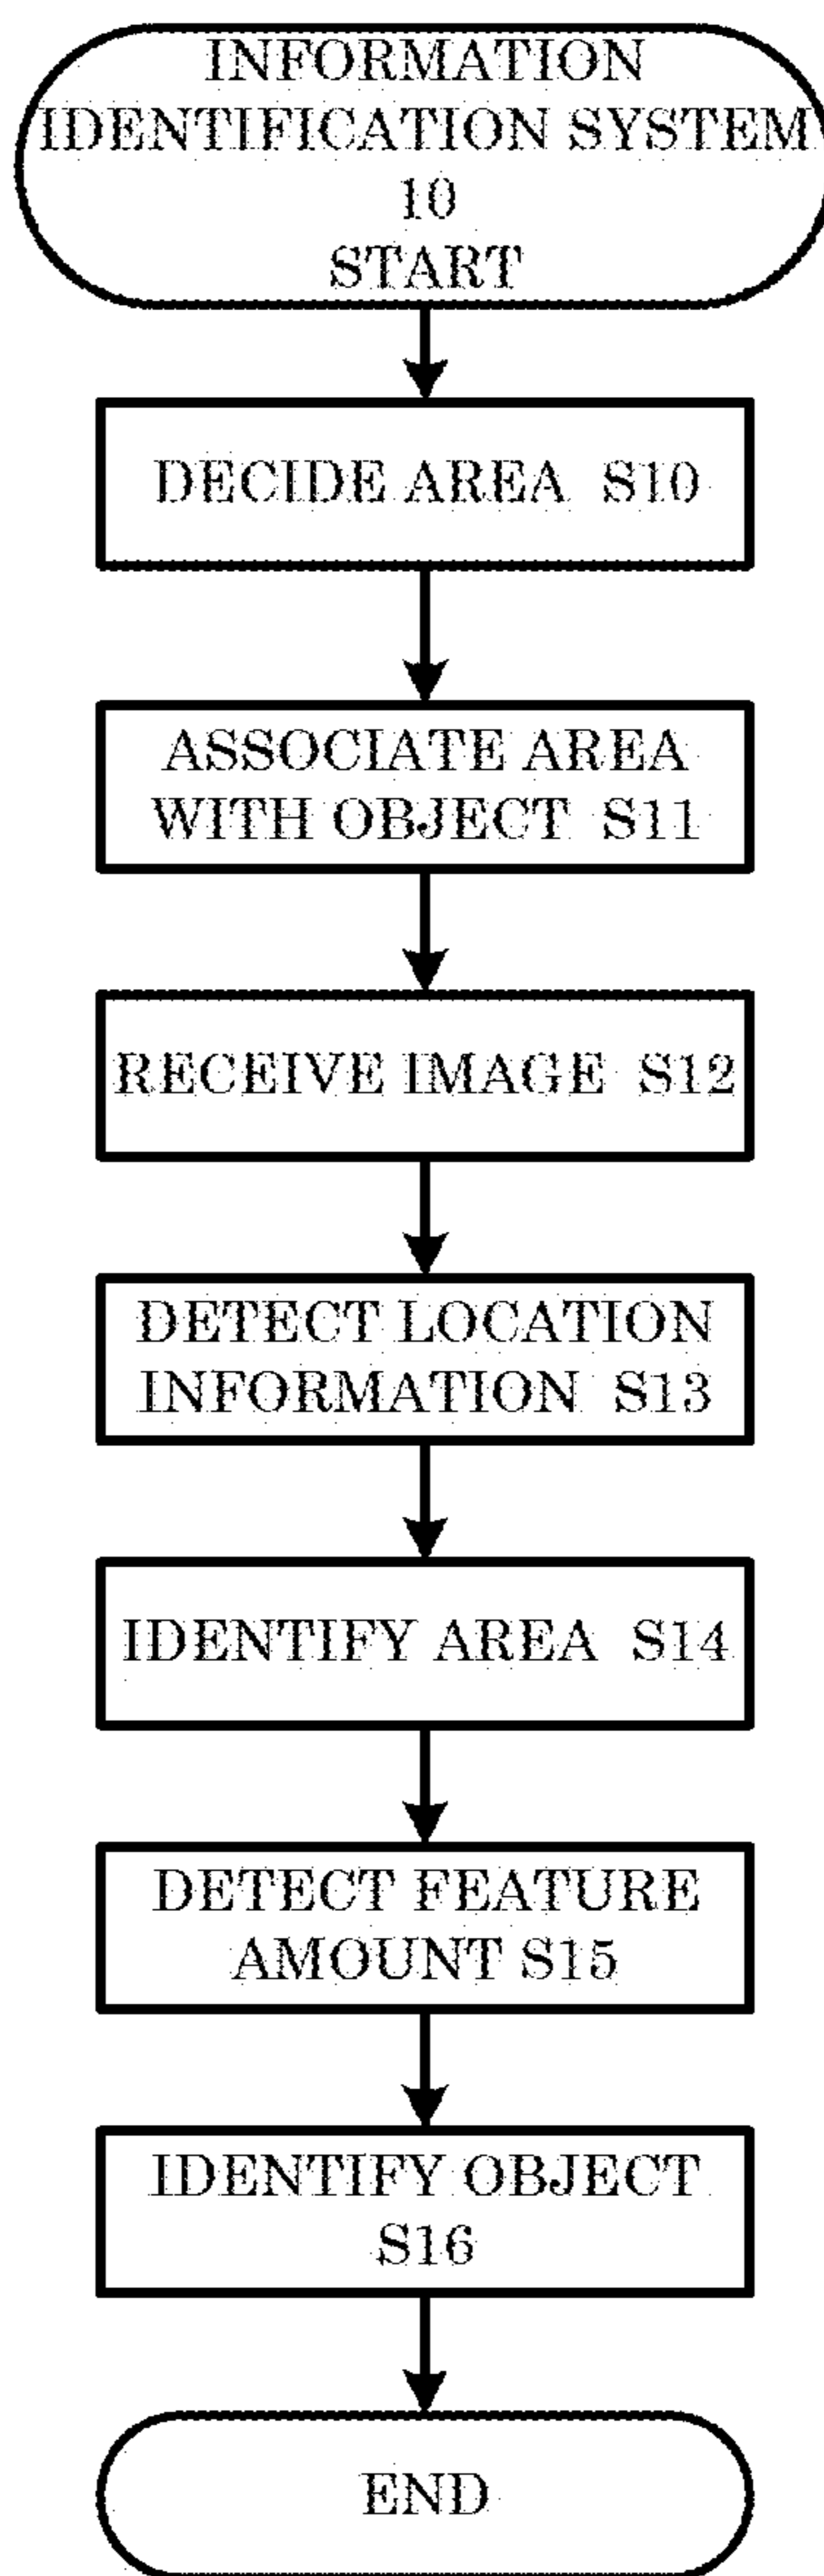 INFORMATION
IDENTIFICATION SYSTEM
10
START
DECIDE AREA S10
ASSOCIATE AREA
WITH OBJECT S11
RECEIVE IMAGE S12
DETECT LOCATION
INFORMATION S13
IDENTIFY AREA S14
DETECT FEATURE
AMOUNT S15
IDENTIFY OBJECT
S16
END